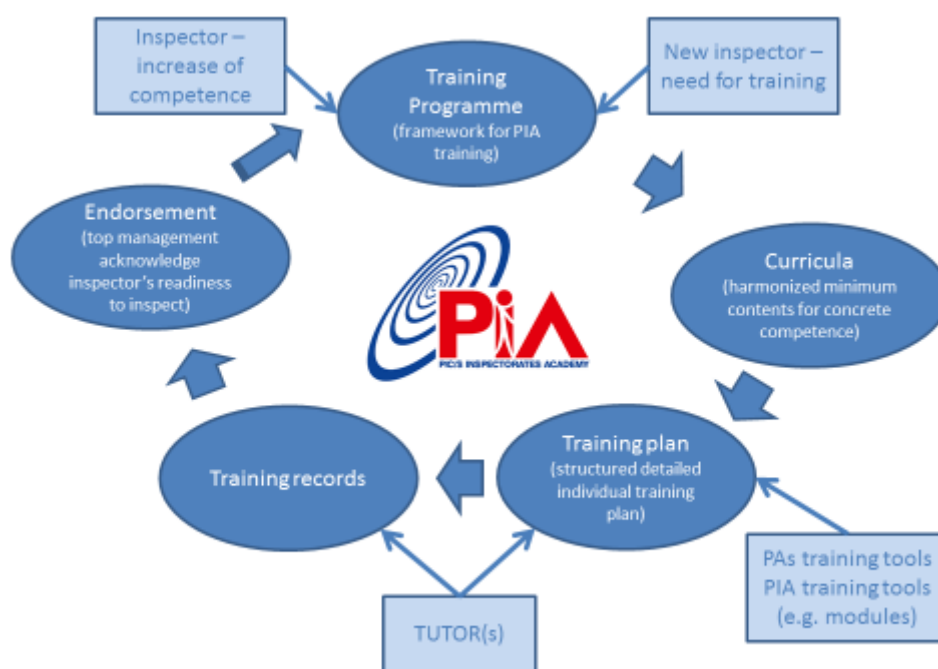 Inspector –
increase of
competence
Training
Programme
(framework for PIA
training)
New inspector –
need for training
Endorsement
(top management
acknowledge
inspector's readiness
to inspect)
Curricula
(harmonized minimum
contents for concrete
competence)
PiA
PIC/S INSPECTORATES ACADEMY
Training records
Training plan
(structured detailed
individual training
plan)
PAs training tools
PIA training tools
(e.g. modules)
TUTOR(s)